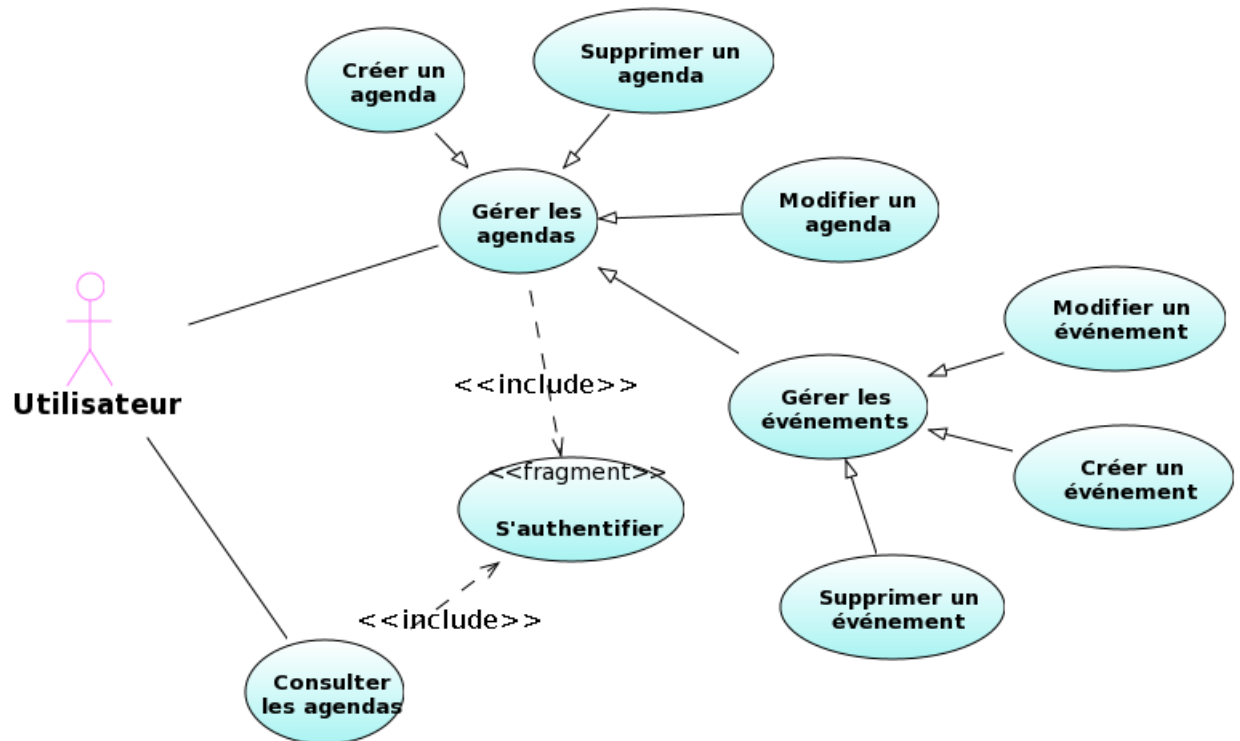 Supprimer un
agenda
Créer un
agenda
Modifier un
agenda
Gérer les
agendas
Modifier un
événement
<<include>>
Utilisateur
Gérer les
événements
<<fragment>>
S'authentifier
Créer un
événement
Supprimer un
événement
<<include>>
Consulter
les agendas